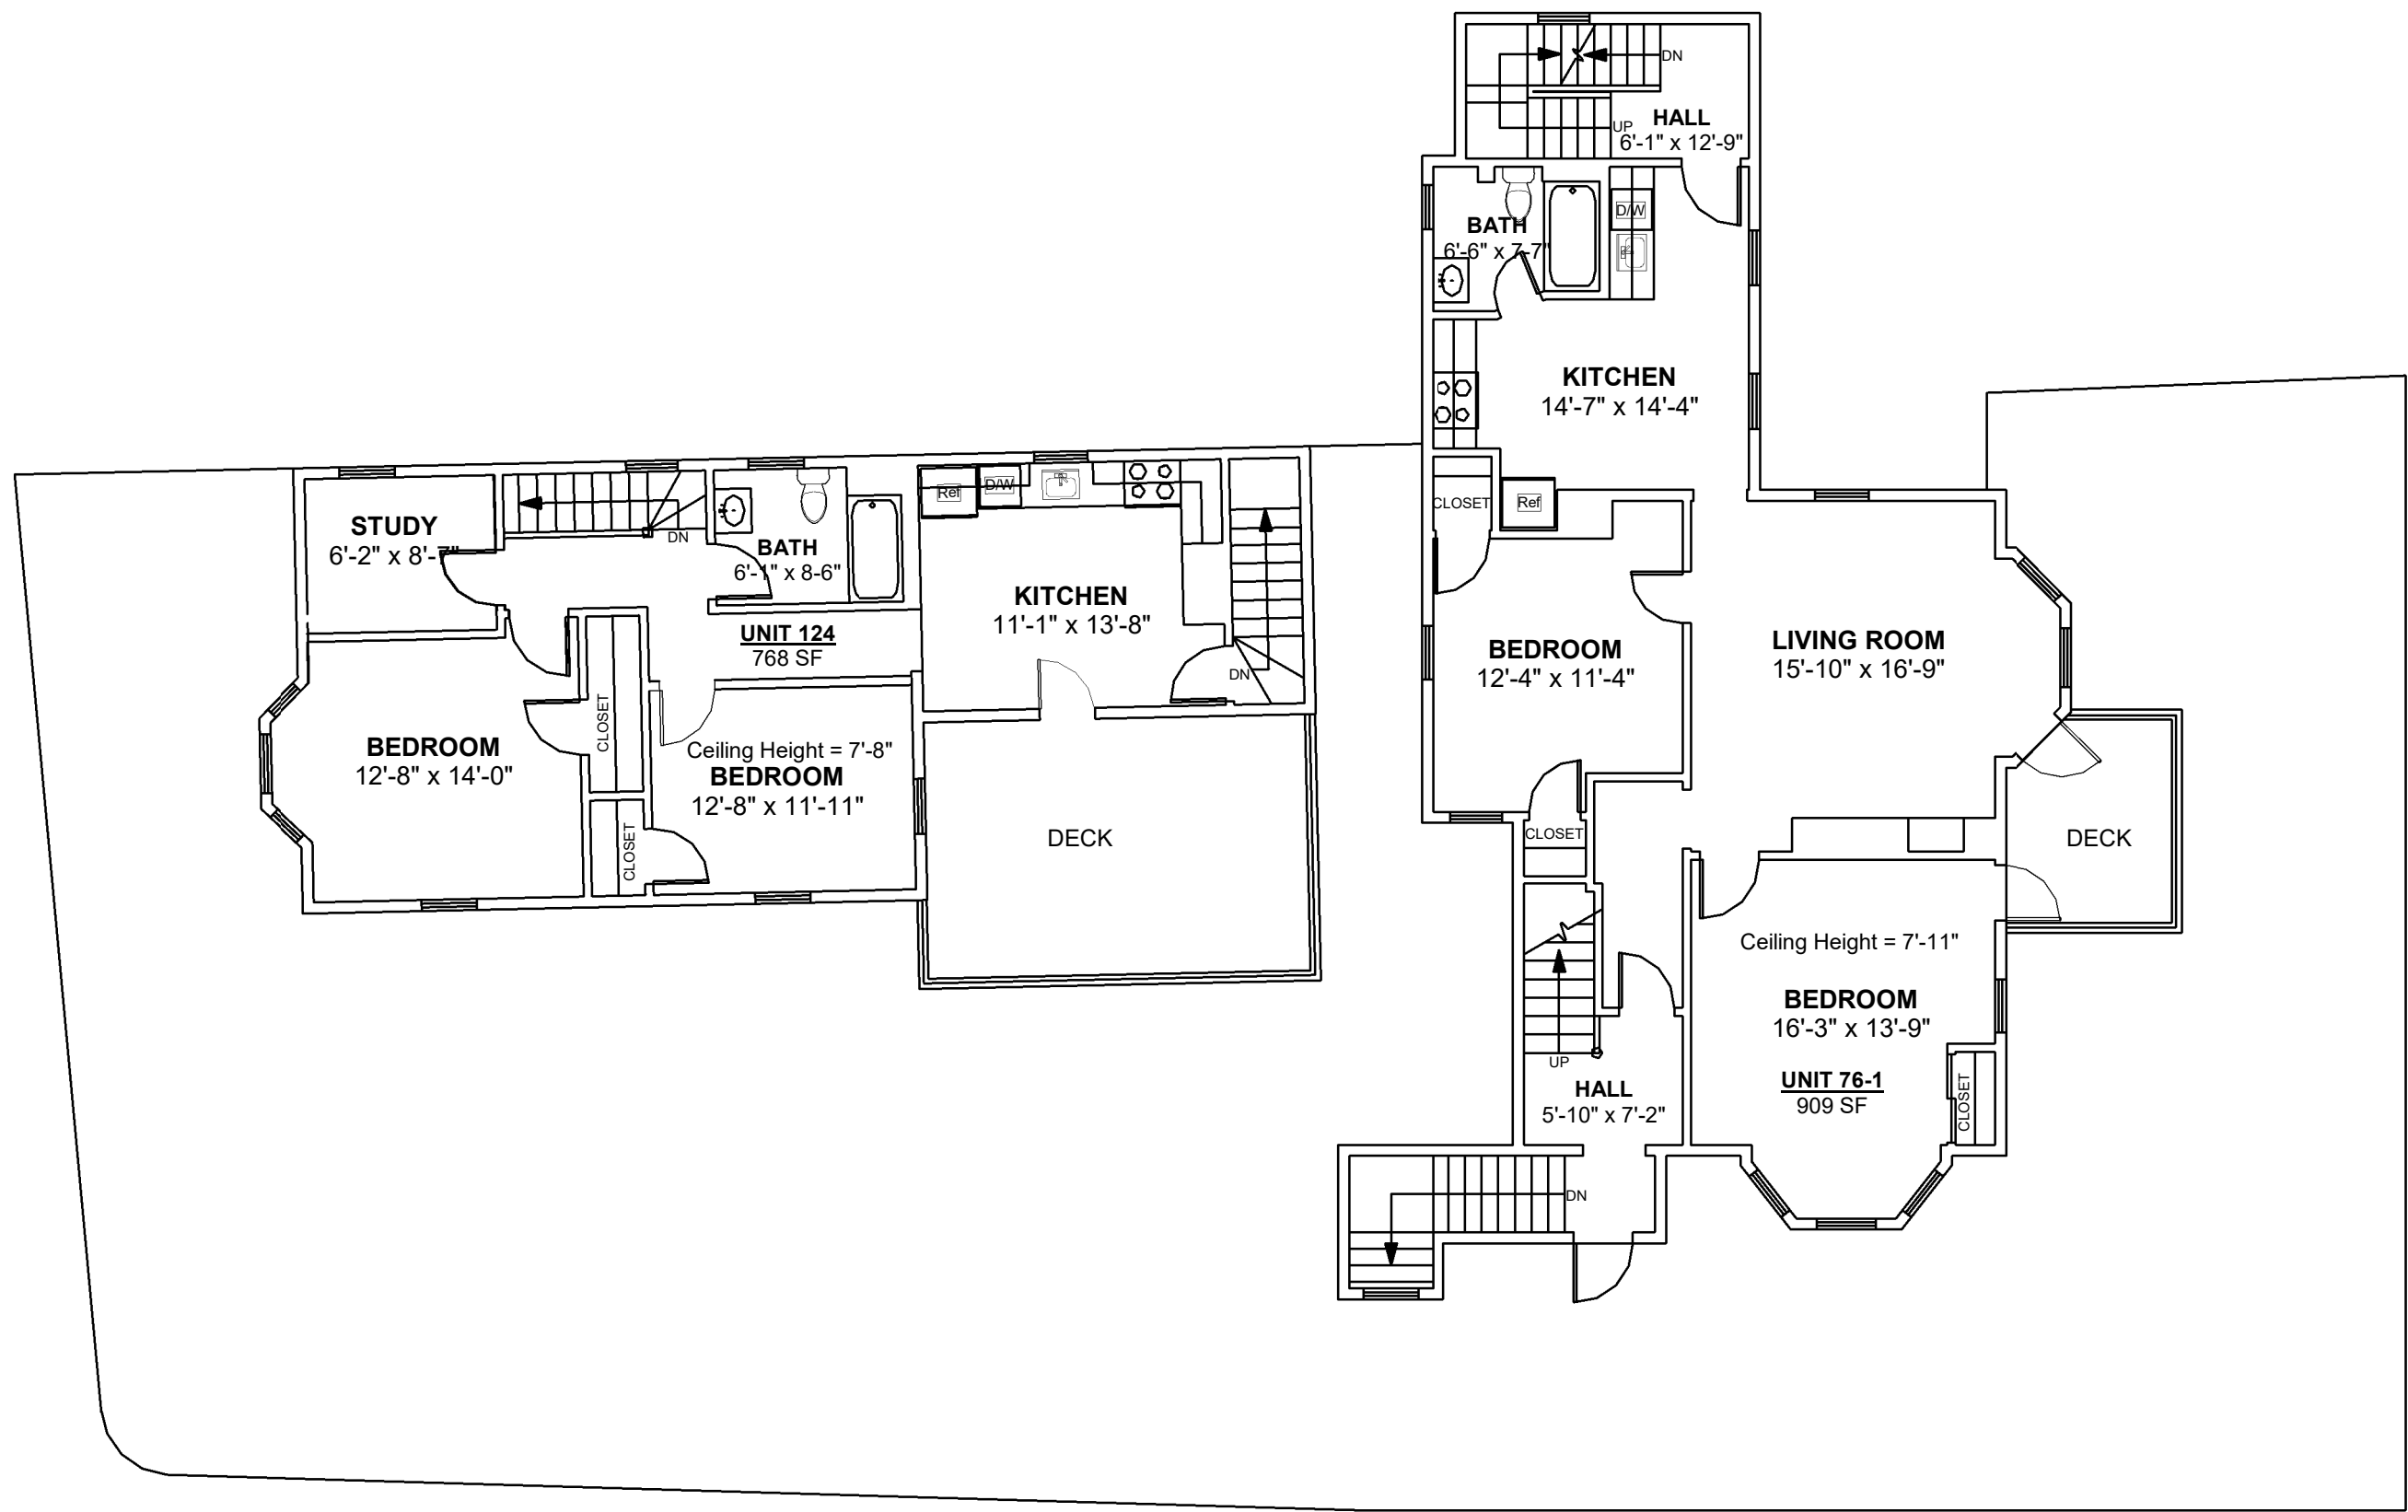 DN
HALL
UP
6'-1" x 12'-9"
D/W
BATH
6'-6" x 7-7"
KITCHEN
14'-7" x 14'-4"
CLOSET
Ref
STUDY
6'-2" x 8'-7"
DN
BATH
6'-1" x 8-6"
Ref
D/W
KITCHEN
11'-1" x 13'-8"
UNIT 124
768 SF
DN
BEDROOM
12'-8" x 14'-0"
CLOSET
CLOSET
Ceiling Height = 7'-8"
BEDROOM
12'-8" x 11'-11"
DECK
BEDROOM
12'-4" x 11'-4"
LIVING ROOM
15'-10" x 16'-9"
CLOSET
DECK
Ceiling Height = 7'-11"
BEDROOM
16'-3" x 13'-9"
UNIT 76-1
909 SF
CLOSET
UP
HALL
5'-10" x 7'-2"
DN